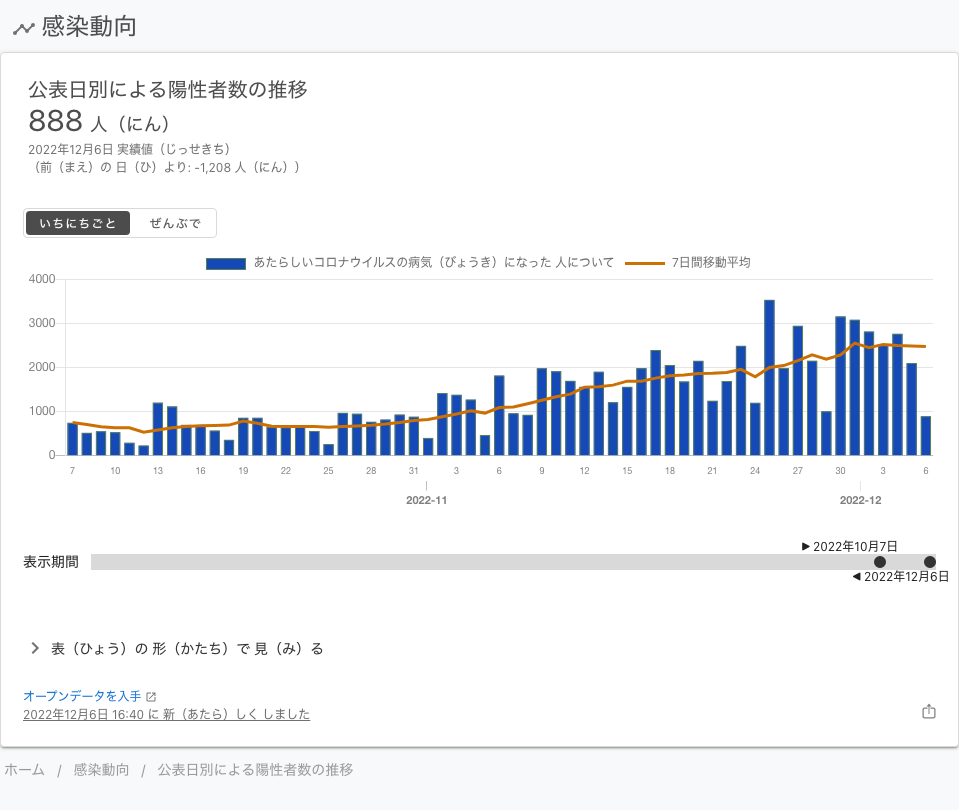 感染動向
公表日別による陽性者数の推移
888 人（にん）
2022年12月6日 実績値（じっせきち）
（前（まえ）の 日（ひ）より: -1,208 人（にん））
いちにちごと ぜんぶで
あたらしいコロナウイルスの病気（びょうき）になった 人について 7日間移動平均
4000
3000
2000
1000
0
7 10 13 16 19 22 25 28 31 3 6 9 12 15 18 21 24 27 30 3 6
2022-11 2022-12
▶ 2022年10月7日
表示期間
◀ 2022年12月6日
表（ひょう）の 形（かたち）で 見（み）る
オープンデータを入手
2022年12月6日 16:40 に 新（あたら）しく しました
ホーム / 感染動向 / 公表日別による陽性者数の推移